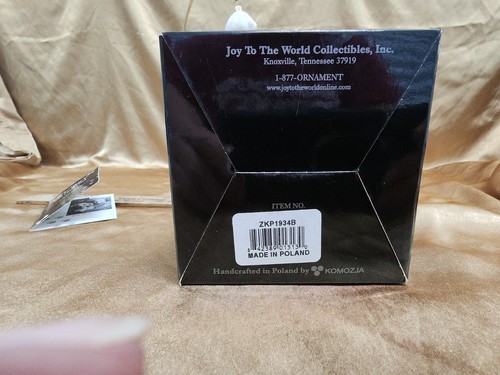 Joy To The World Collectibles, Inc.
Knoxville, Tennessee 37919
1-877-ORNAMENT
www.joytotheworldonline.com
ITEM NO.
ZKP1934B
MADE IN POLAND
Handcrafted in Poland by KOMOZJA